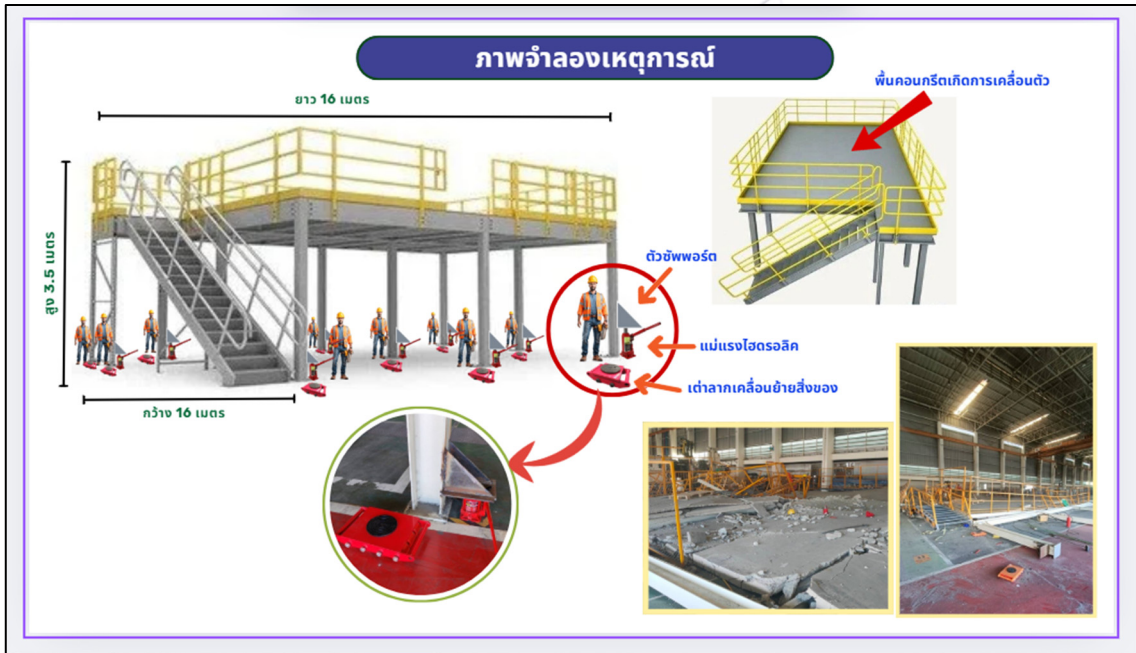 ภาพจำลองเหตุการณ์
ยาว 16 เมตร
พื้นคอนกรีตเกิดการเคลื่อนตัว
สูง 3.5 เมตร
ตัวซัพพอร์ต
แม่แรงไฮดรอลิค
เต่าลากเคลื่อนย้ายสิ่งของ
กว้าง 16 เมตร